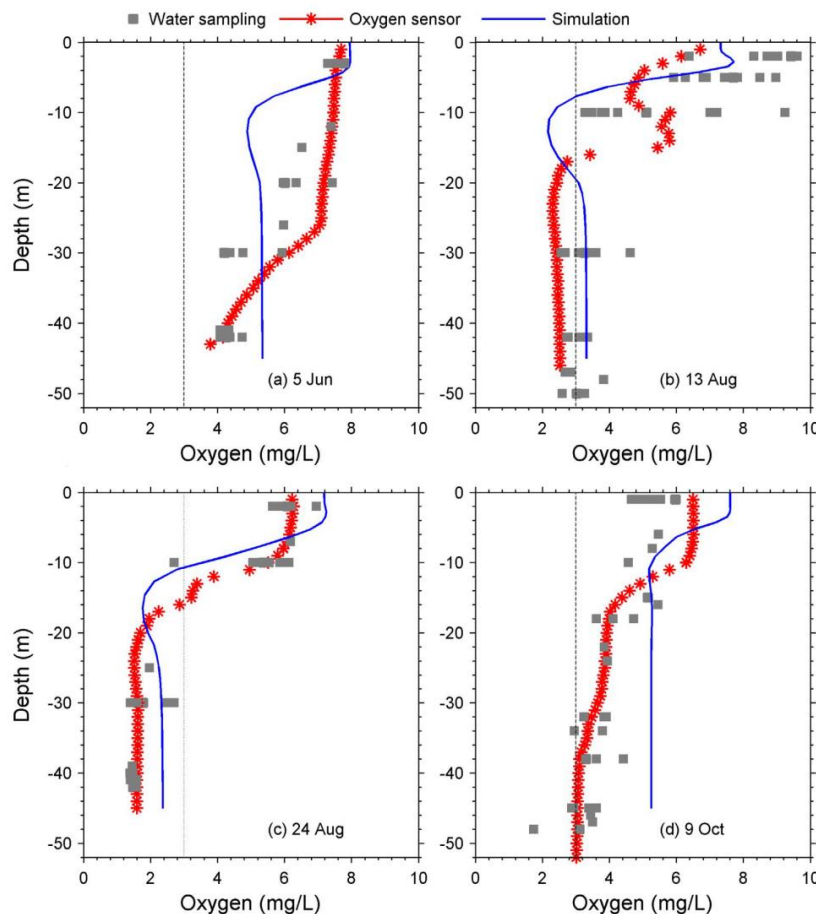 Water sampling Oxygen sensor Simulation
0 0
-10 -10
-20 -20
-30 -30
-40 -40
-50 -50
Depth (m) Depth (m)
(a) 5 Jun (b) 13 Aug
0 2 4 6 8 0 2 4 6 8 10
Oxygen (mg/L) Oxygen (mg/L)
0 0
-10 -10
-20 -20
-30 -30
-40 -40
-50 -50
Depth (m) Depth (m)
(c) 24 Aug (d) 9 Oct
0 2 4 6 8 10 0 2 4 6 8 10
Oxygen (mg/L) Oxygen (mg/L)